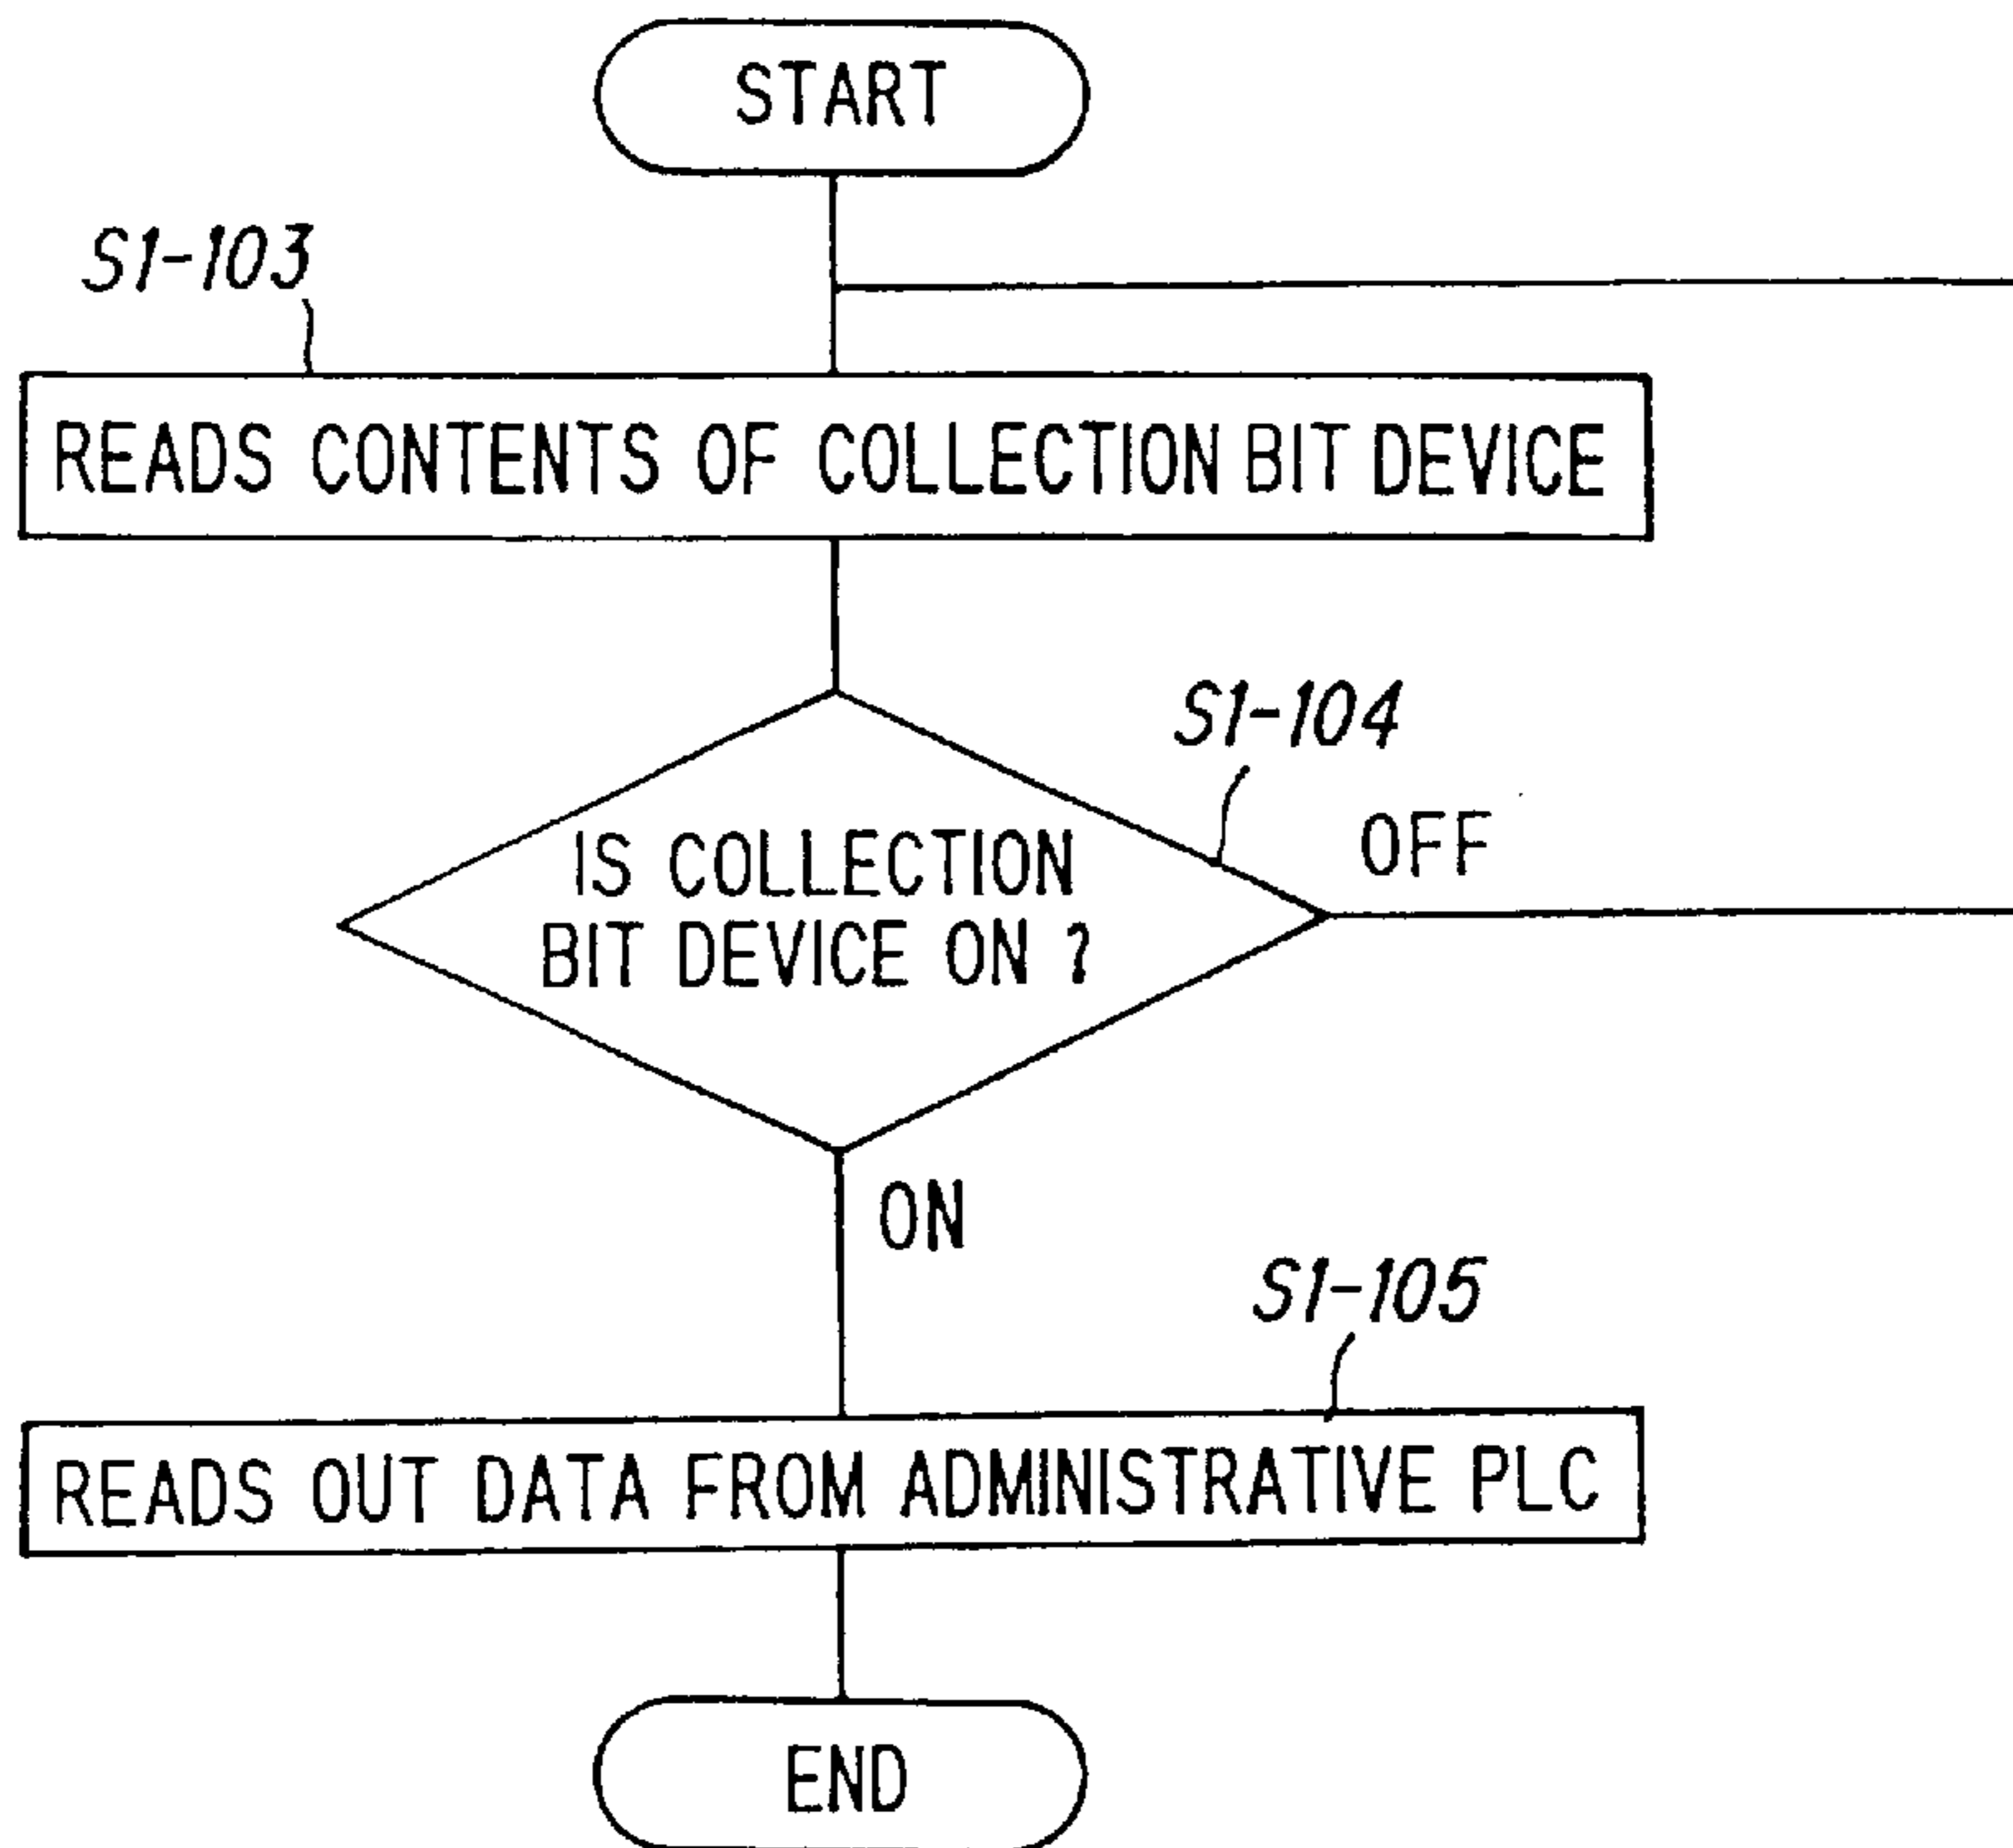 START
S1-103
READS CONTENTS OF COLLECTION BIT DEVICE
S1-104
IS COLLECTION
BIT DEVICE ON ?
OFF
ON
S1-105
READS OUT DATA FROM ADMINISTRATIVE PLC
END